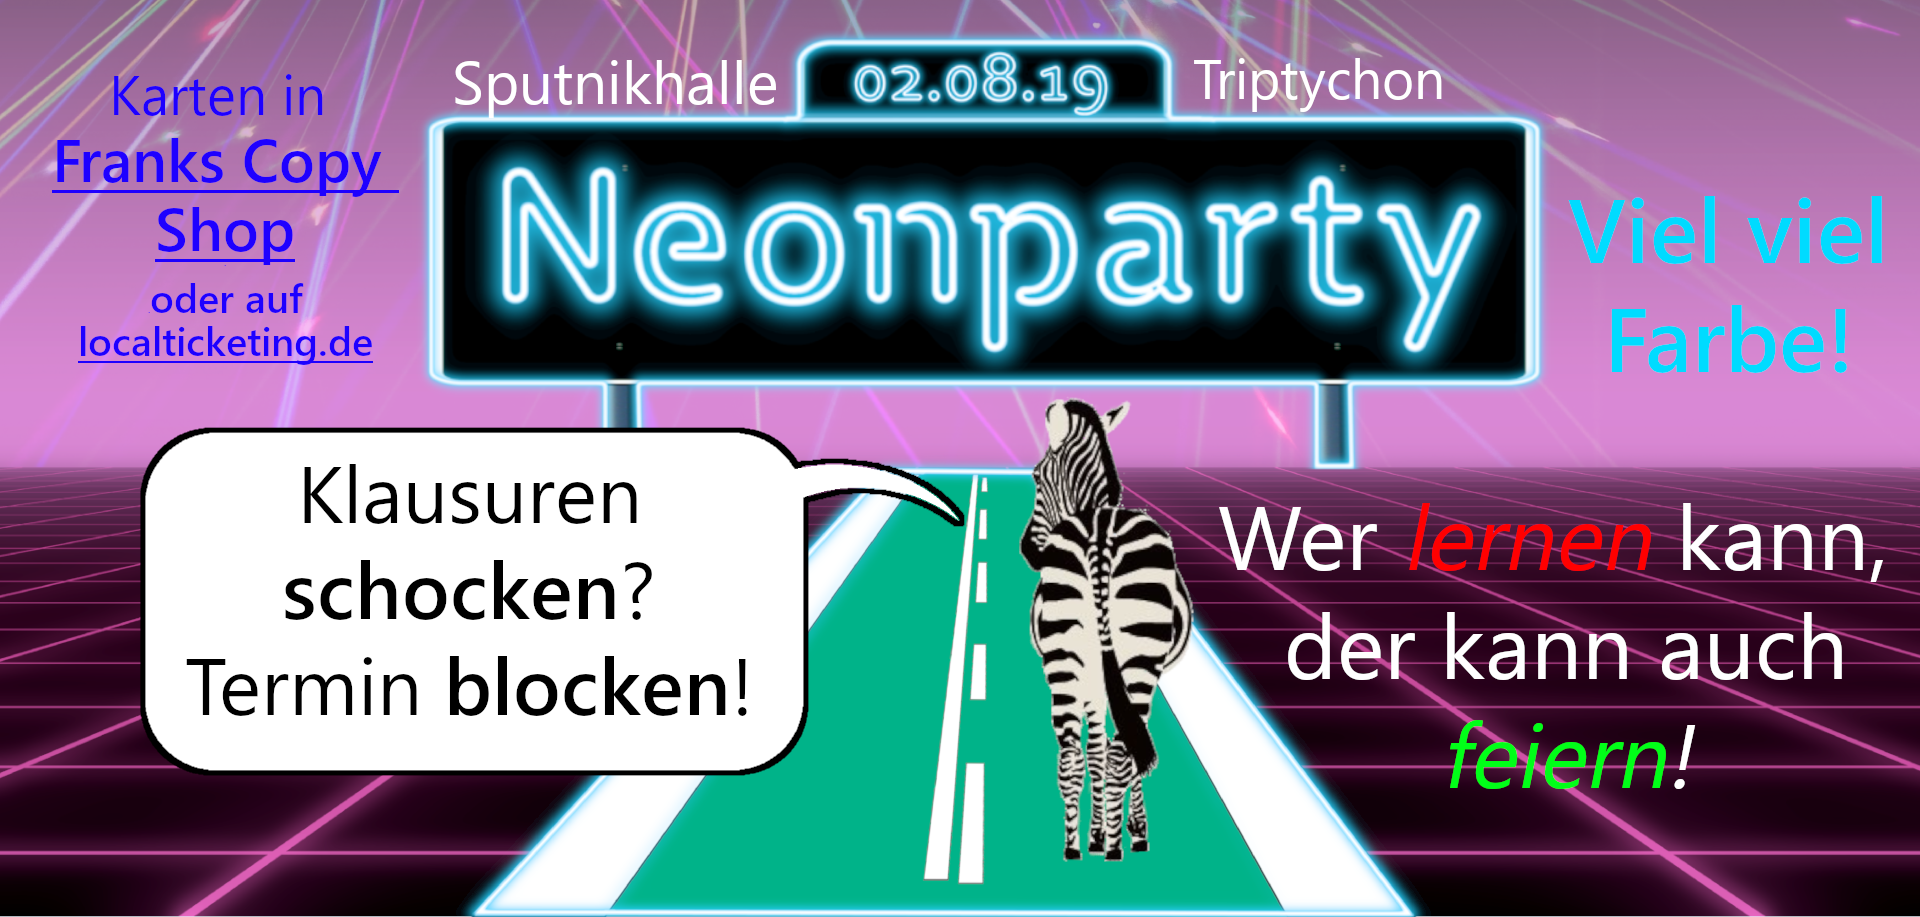 Sputnikhalle
02.08.19
Triptychon
Neonparty
Karten in
Franks Copy
Shop
oder auf
localticketing.de
Viel viel
Farbe!
Klausuren
schocken?
Termin blocken!
Wer lernen kann,
der kann auch
feiern!